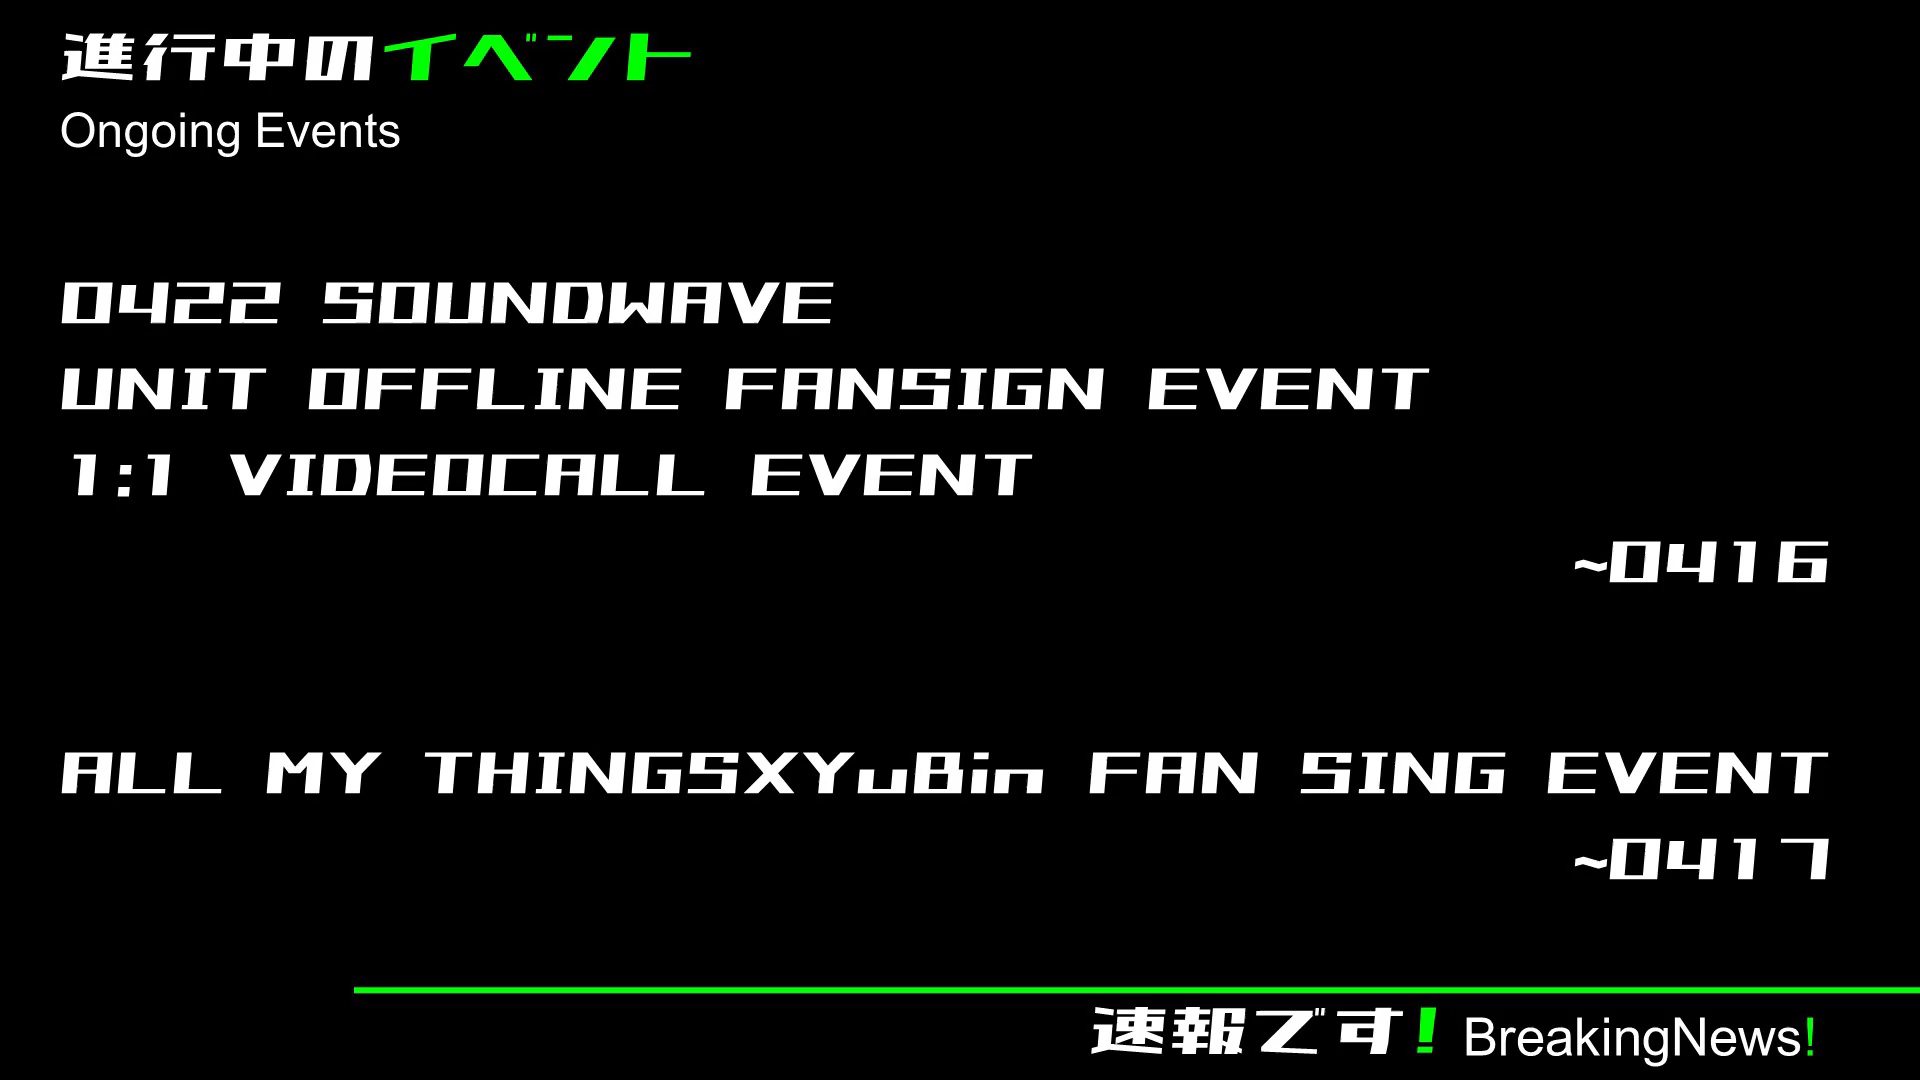 進行中のイベント
Ongoing Events
0422 SOUNDWAVE
UNIT OFFLINE FANSIGN EVENT
1:1 VIDEOCALL EVENT
~0416
ALL MY THINGSXYuBin FAN SING EVENT
~0417
速報です! BreakingNews!